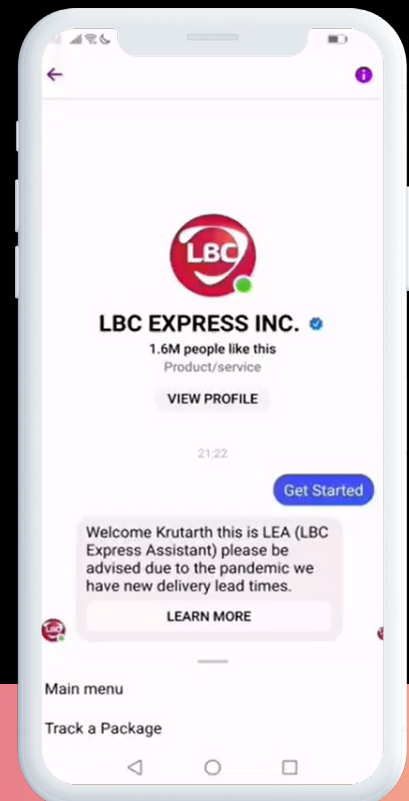 LBC
LBC EXPRESS INC.
1.6M people like this
Product/service
VIEW PROFILE
21:22
Get Started
Welcome Krutarth this is LEA (LBC
Express Assistant) please be
advised due to the pandemic we
have new delivery lead times.
LEARN MORE
LBC
Main menu
Track a Package